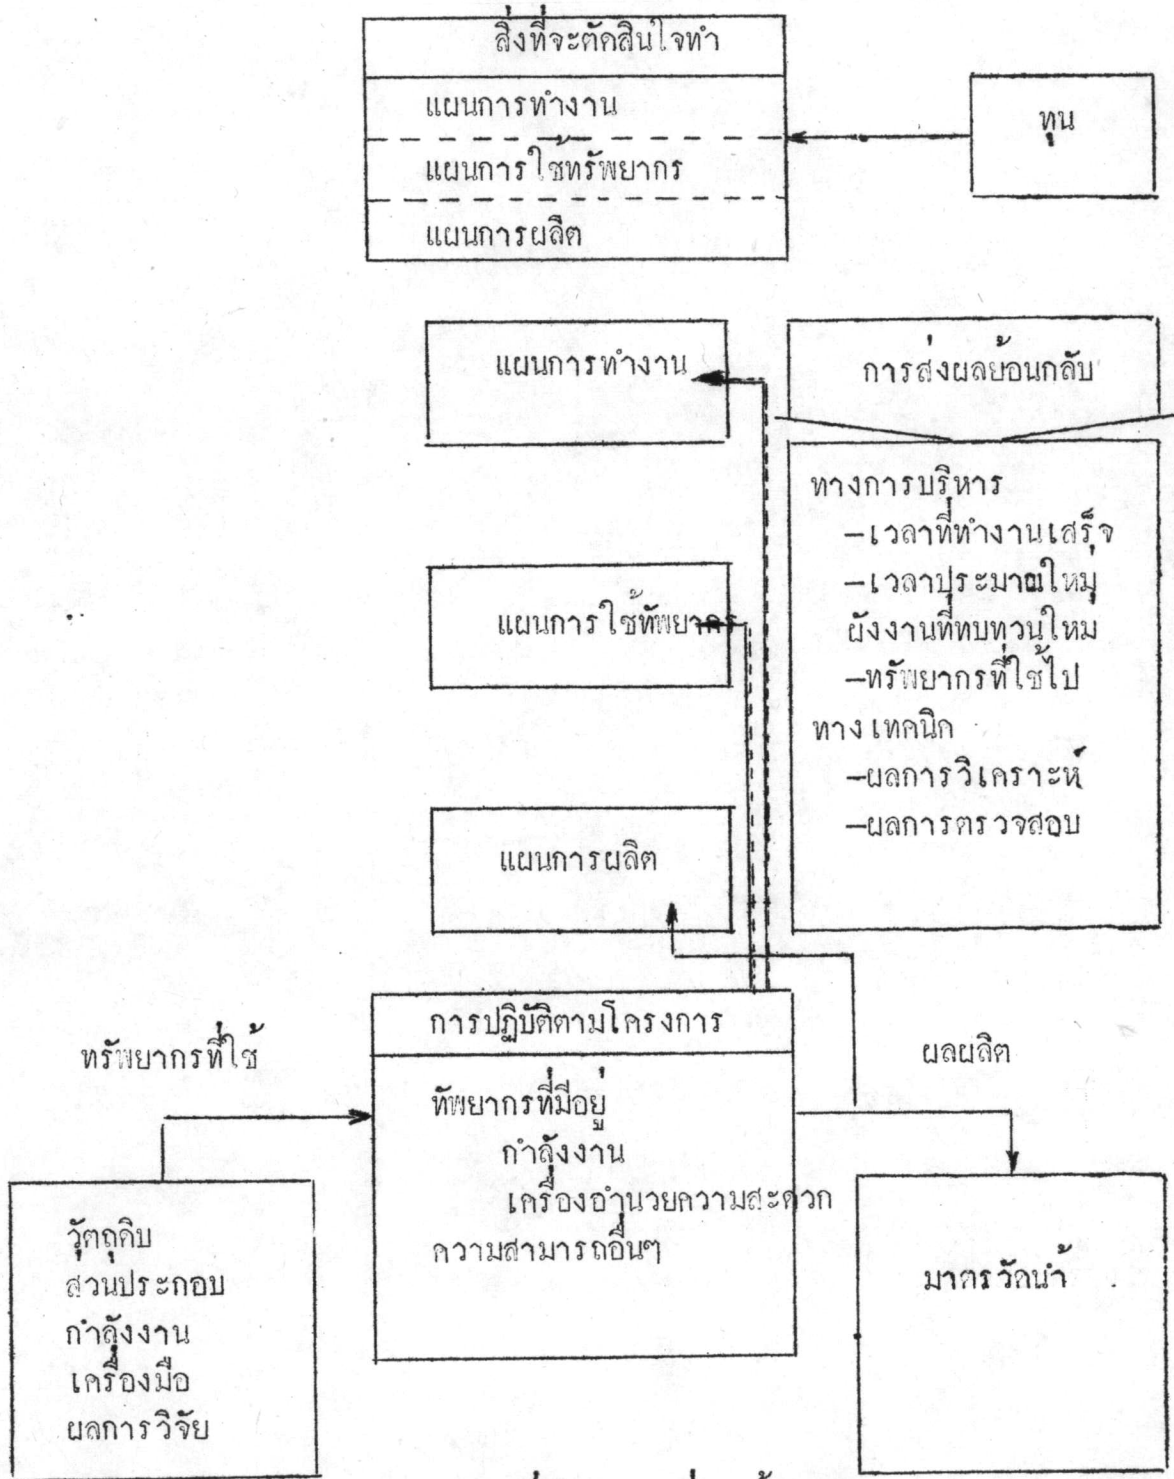 สิ่งที่จะตัดสินใจทำ
แผนการทำงาน
แผนการใช้ทรัพยากร
แผนการผลิต
ทุน
แผนการทำงาน
การส่งผลย้อนกลับ
ทางการบริหาร
-เวลาที่ทำงานเสร็จ
-เวลาประมาณใหม่
ผังงานที่ทบทวนใหม่
-ทรัพยากรที่ใช้ไป
ทางเทคนิค
-ผลการวิเคราะห์
-ผลการตรวจสอบ
แผนการใช้ทัพยากร
แผนการผลิต
การปฏิบัติตามโครงการ
ทัพยากรที่มีอยู่
กำลังงาน
เครื่องอำนวยความสะดวก
ความสามารถอื่นๆ
ทรัพยากรที่ใช้
วัตถุดิบ
ส่วนประกอบ
กำลังงาน
เครื่องมือ
ผลการวิจัย
ผลผลิต
มาตรวัดน้ำ